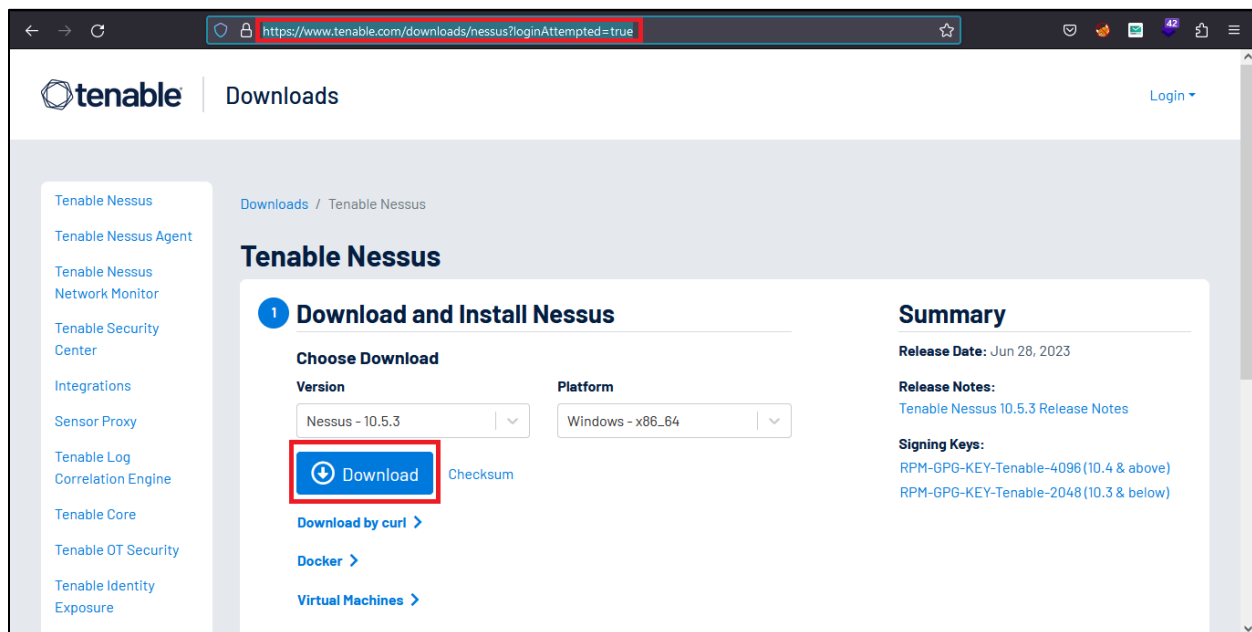 https://www.tenable.com/downloads/nessus?loginAttempted=true
42
tenable
Downloads
Login
Tenable Nessus
Tenable Nessus Agent
Tenable Nessus
Network Monitor
Tenable Security
Center
Integrations
Sensor Proxy
Tenable Log
Correlation Engine
Tenable Core
Tenable OT Security
Tenable Identity
Exposure
Downloads / Tenable Nessus
Tenable Nessus
1 Download and Install Nessus
Choose Download
Version
Nessus - 10.5.3
Platform
Windows - x86_64
Download
Checksum
Download by curl
Docker
Virtual Machines
Summary
Release Date: Jun 28, 2023
Release Notes:
Tenable Nessus 10.5.3 Release Notes
Signing Keys:
RPM-GPG-KEY-Tenable-4096 (10.4 & above)
RPM-GPG-KEY-Tenable-2048 (10.3 & below)